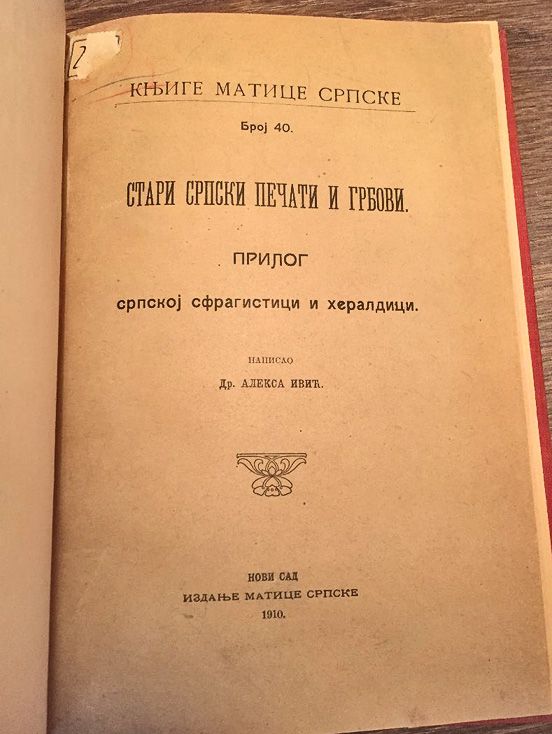 2
КЊИГЕ МАТИЦЕ СРПСКЕ
Број 40.
СТАРИ СРПСКИ ПЕЧАТИ И ГРБОВИ.
ПРИЛОГ
српској сфрагистици и хералдици.
НАПИСАО
Др. АЛЕКСА ИВИЋ.
НОВИ САД
ИЗДАЊЕ МАТИЦЕ СРПСКЕ
1910.